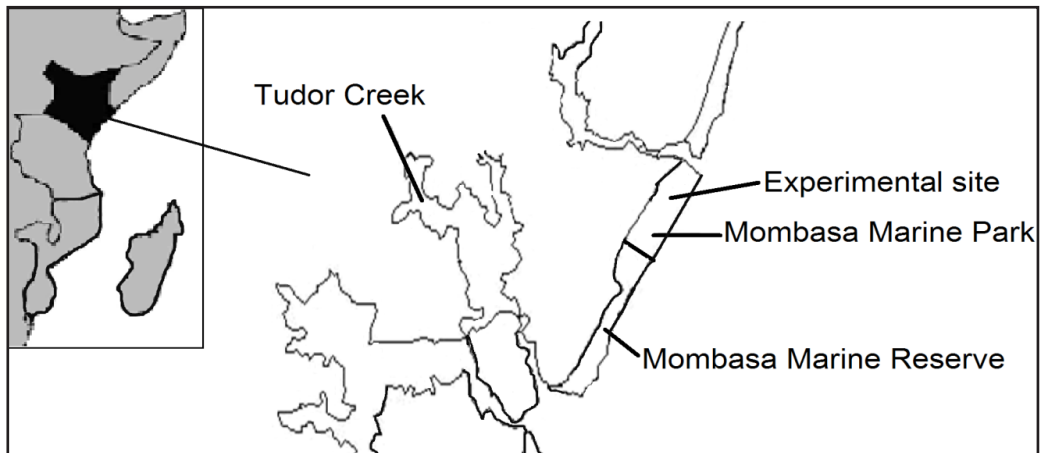 Tudor Creek
Experimental site
Mombasa Marine Park
Mombasa Marine Reserve